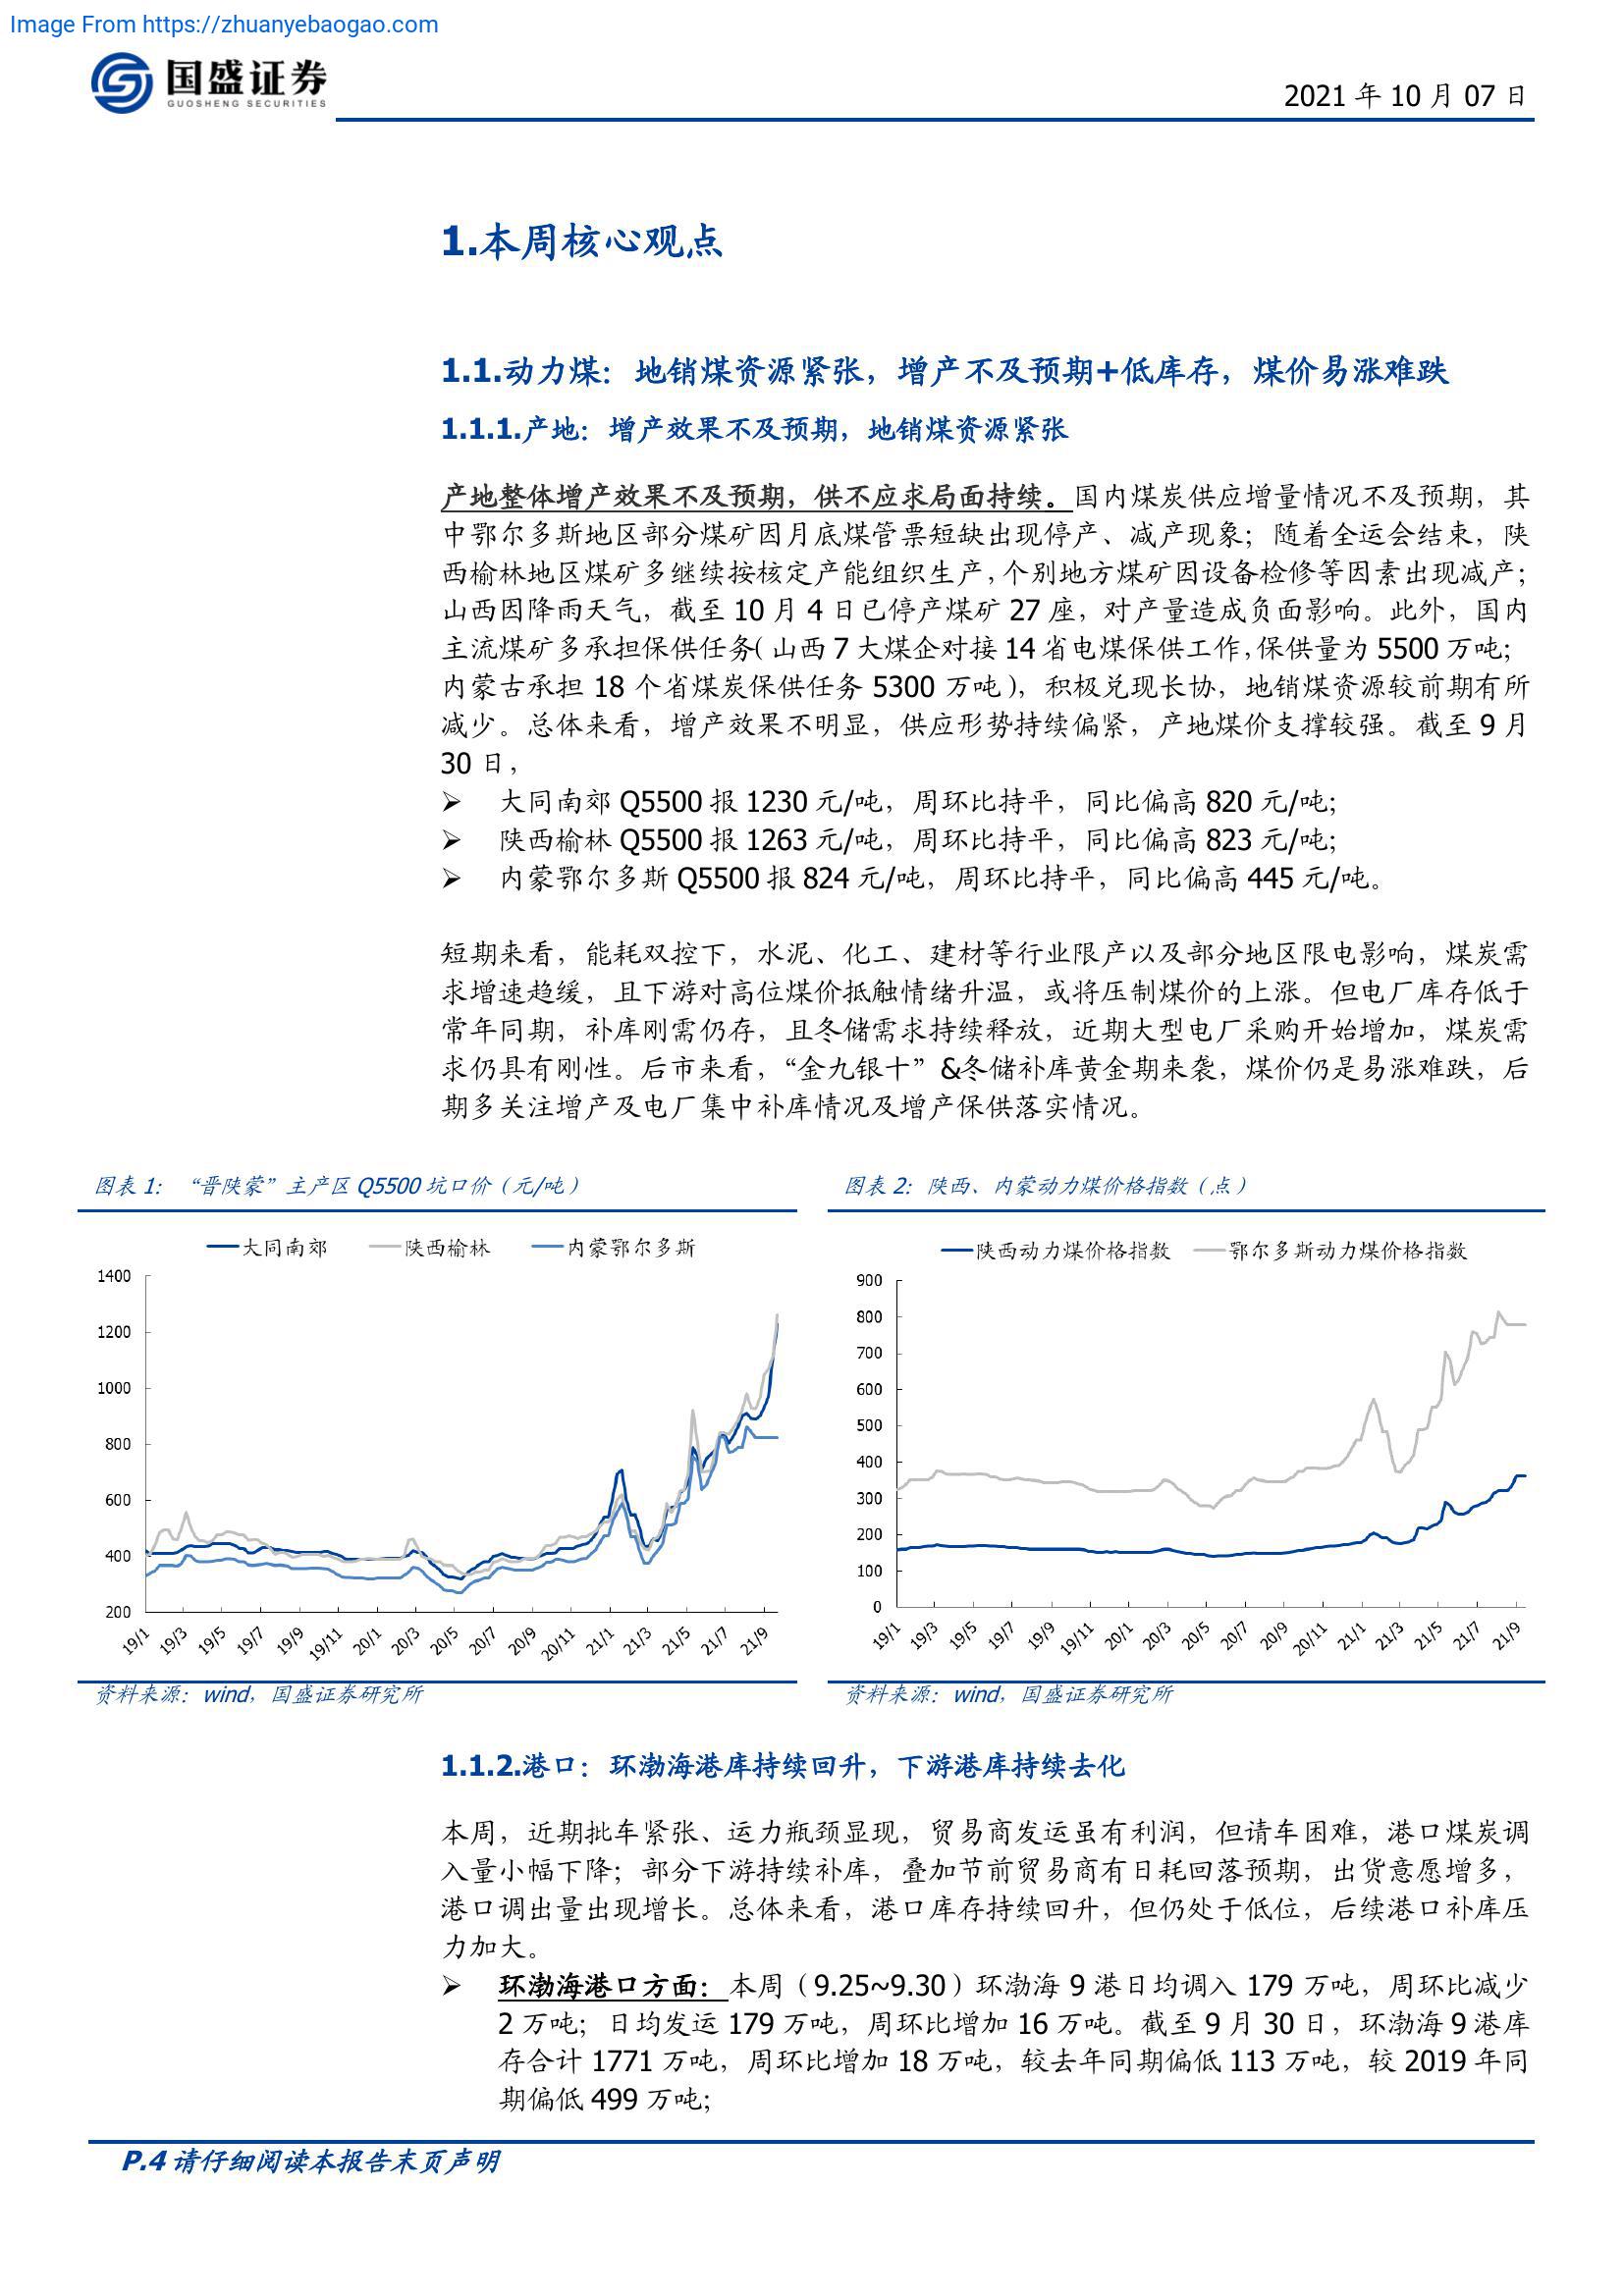 Image From https://zhuanyebaogao.com
国盛证券
GUOSHENG SECURITIES
2021 年 10 月 07 日
1.本周核心观点
1.1.动力煤：地销煤资源紧张，增产不及预期+低库存，煤价易涨难跌
1.1.1.产地：增产效果不及预期，地销煤资源紧张
产地整体增产效果不及预期，供不应求局面持续。国内煤炭供应增量情况不及预期，其
中鄂尔多斯地区部分煤矿因月底煤管票短缺出现停产、减产现象；随着全运会结束，陕
西榆林地区煤矿多继续按核定产能组织生产，个别地方煤矿因设备检修等因素出现减产；
山西因降雨天气，截至 10 月 4 日已停产煤矿 27 座，对产量造成负面影响。此外，国内
主流煤矿多承担保供任务（山西 7 大煤企对接 14 省电煤保供工作，保供量为 5500 万吨；
内蒙古承担 18 个省煤炭保供任务 5300 万吨），积极兑现长协，地销煤资源较前期有所
减少。总体来看，增产效果不明显，供应形势持续偏紧，产地煤价支撑较强。截至 9 月
30 日，
➢ 大同南郊 Q5500 报 1230 元/吨，周环比持平，同比偏高 820 元/吨；
➢ 陕西榆林 Q5500 报 1263 元/吨，周环比持平，同比偏高 823 元/吨；
➢ 内蒙鄂尔多斯 Q5500 报 824 元/吨，周环比持平，同比偏高 445 元/吨。
短期来看，能耗双控下，水泥、化工、建材等行业限产以及部分地区限电影响，煤炭需
求增速趋缓，且下游对高位煤价抵触情绪升温，或将压制煤价的上涨。但电厂库存低于
常年同期，补库刚需仍存，且冬储需求持续释放，近期大型电厂采购开始增加，煤炭需
求仍具有刚性。后市来看，“金九银十”&冬储补库黄金期来袭，煤价仍是易涨难跌，后
期多关注增产及电厂集中补库情况及增产保供落实情况。
图表 1：“晋陕蒙”主产区 Q5500 坑口价（元/吨）
大同南郊 陕西榆林 内蒙鄂尔多斯
1400
1200
1000
800
600
400
200
19/1 19/3 19/5 19/7 19/9 19/11 20/1 20/3 20/5 20/7 20/9 20/11 21/1 21/3 21/5 21/7 21/9
资料来源：wind，国盛证券研究所
图表 2：陕西、内蒙动力煤价格指数（点）
陕西动力煤价格指数 鄂尔多斯动力煤价格指数
900
800
700
600
500
400
300
200
100
0
19/1 19/3 19/5 19/7 19/9 19/11 20/1 20/3 20/5 20/7 20/9 20/11 21/1 21/3 21/5 21/7 21/9
资料来源：wind，国盛证券研究所
1.1.2.港口：环渤海港库持续回升，下游港库持续去化
本周，近期批车紧张、运力瓶颈显现，贸易商发运虽有利润，但请车困难，港口煤炭调
入量小幅下降；部分下游持续补库，叠加节前贸易商有日耗回落预期，出货意愿增多，
港口调出量出现增长。总体来看，港口库存持续回升，但仍处于低位，后续港口补库压
力加大。
➢ 环渤海港口方面：本周（9.25~9.30）环渤海 9 港日均调入 179 万吨，周环比减少
2 万吨；日均发运 179 万吨，周环比增加 16 万吨。截至 9 月 30 日，环渤海 9 港库
存合计 1771 万吨，周环比增加 18 万吨，较去年同期偏低 113 万吨，较 2019 年同
期偏低 499 万吨；
P.4 请仔细阅读本报告末页声明